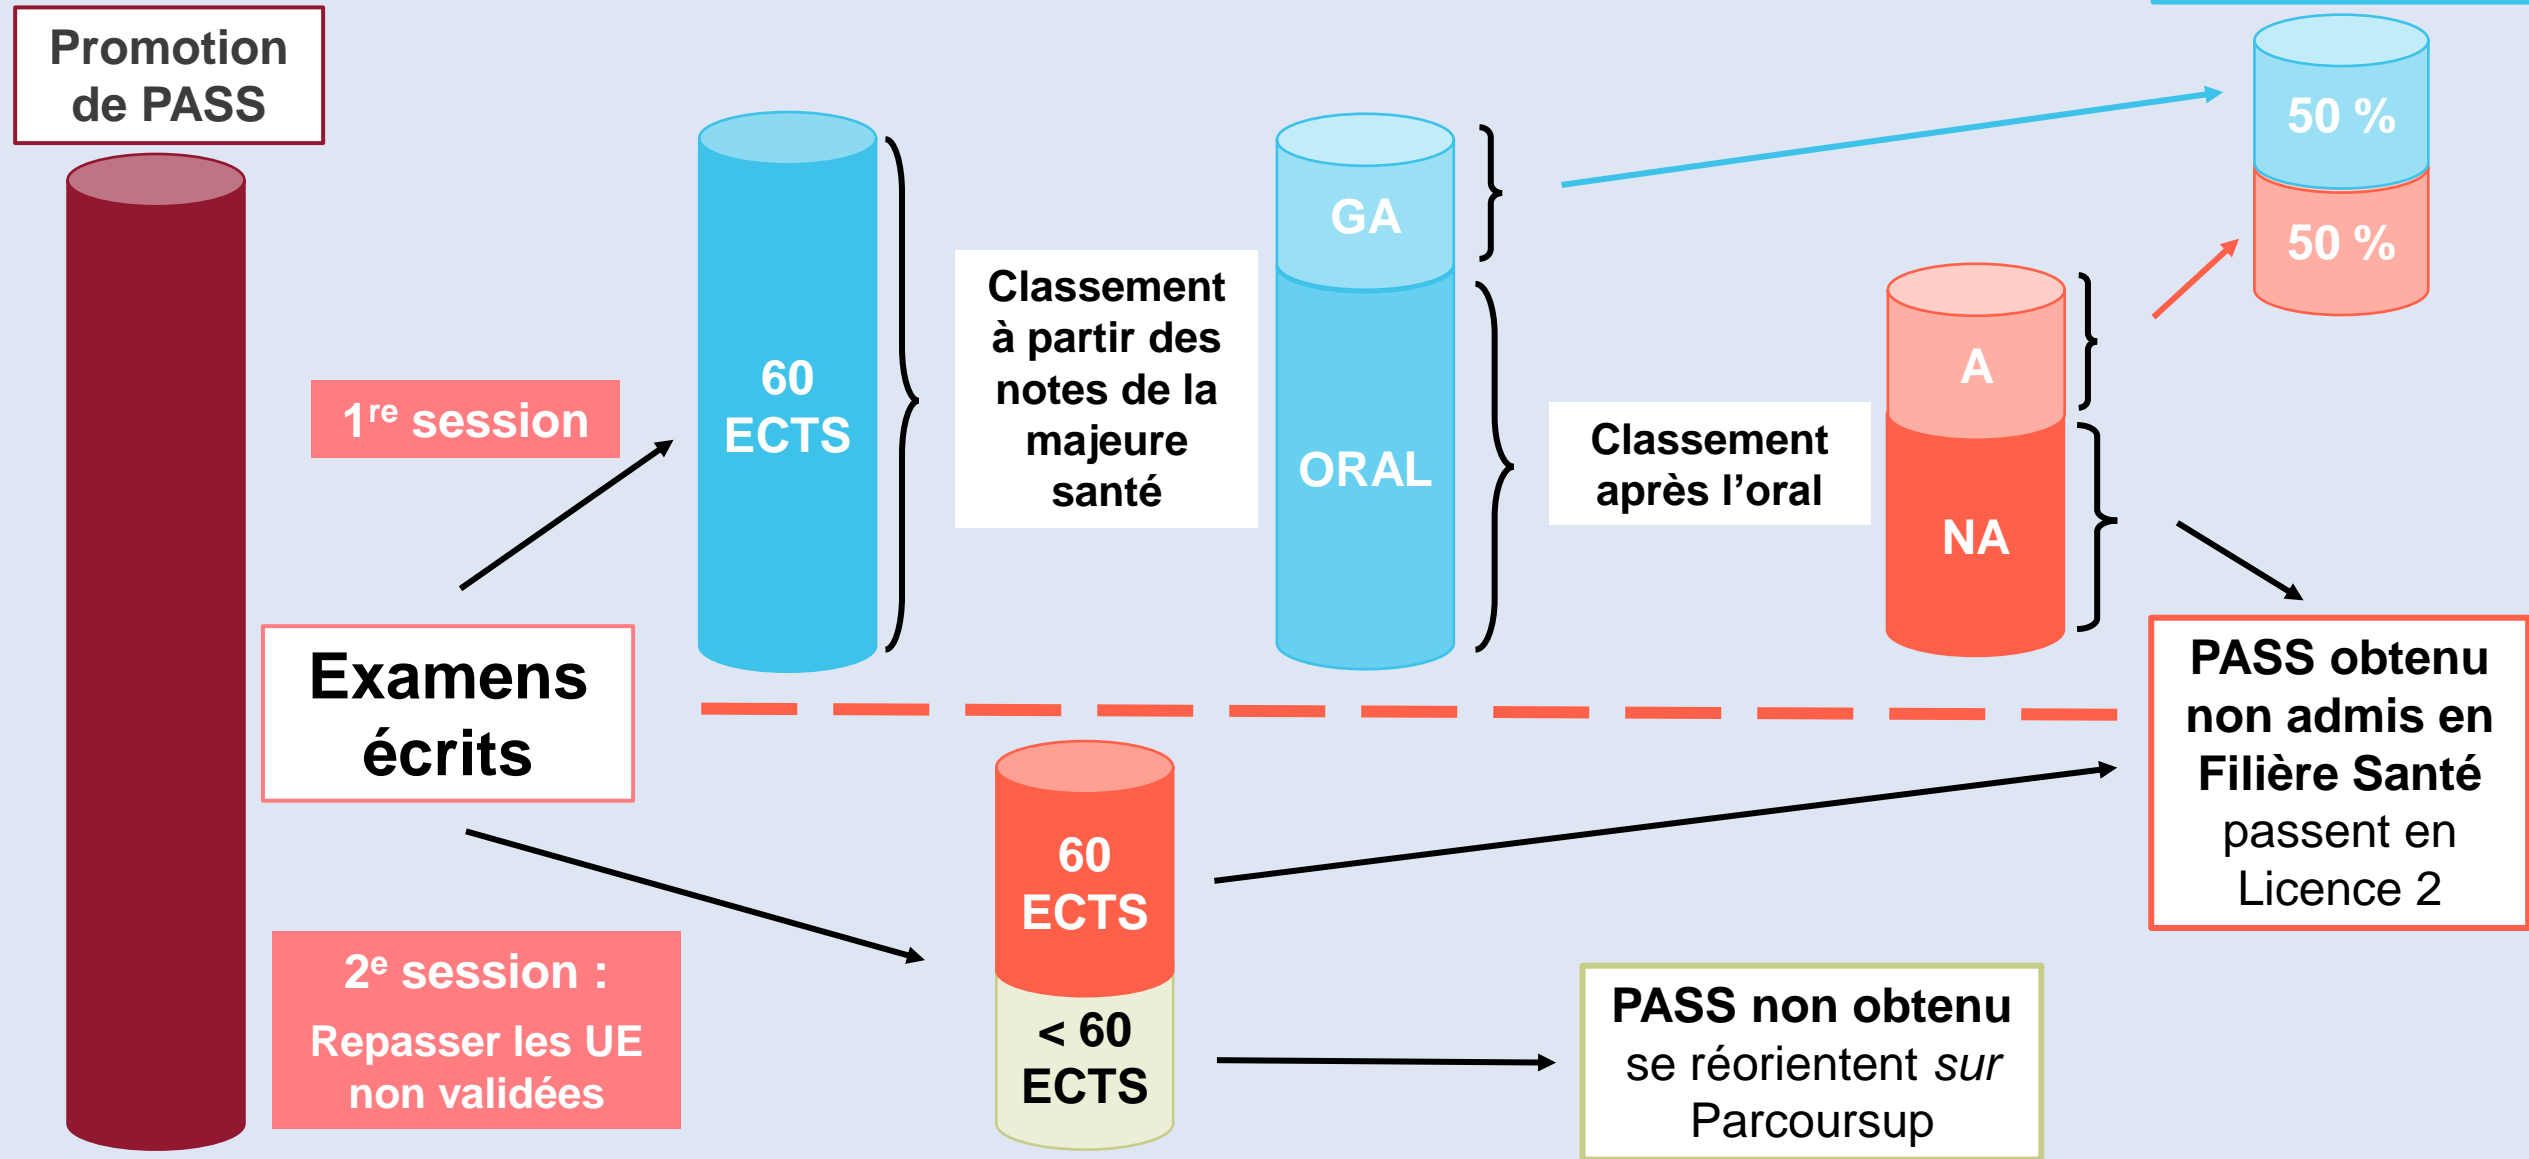 Promotion
de PASS
1re session
Examens
écrits
2e session :
Repasser les UE
non validées
60
ECTS
Classement
à partir des
notes de la
majeure
santé
GA
ORAL
Classement
après l’oral
A
NA
50 %
50 %
60
ECTS
< 60
ECTS
PASS obtenu
non admis en
Filière Santé
passent en
Licence 2
PASS non obtenu
se réorientent sur
Parcoursup